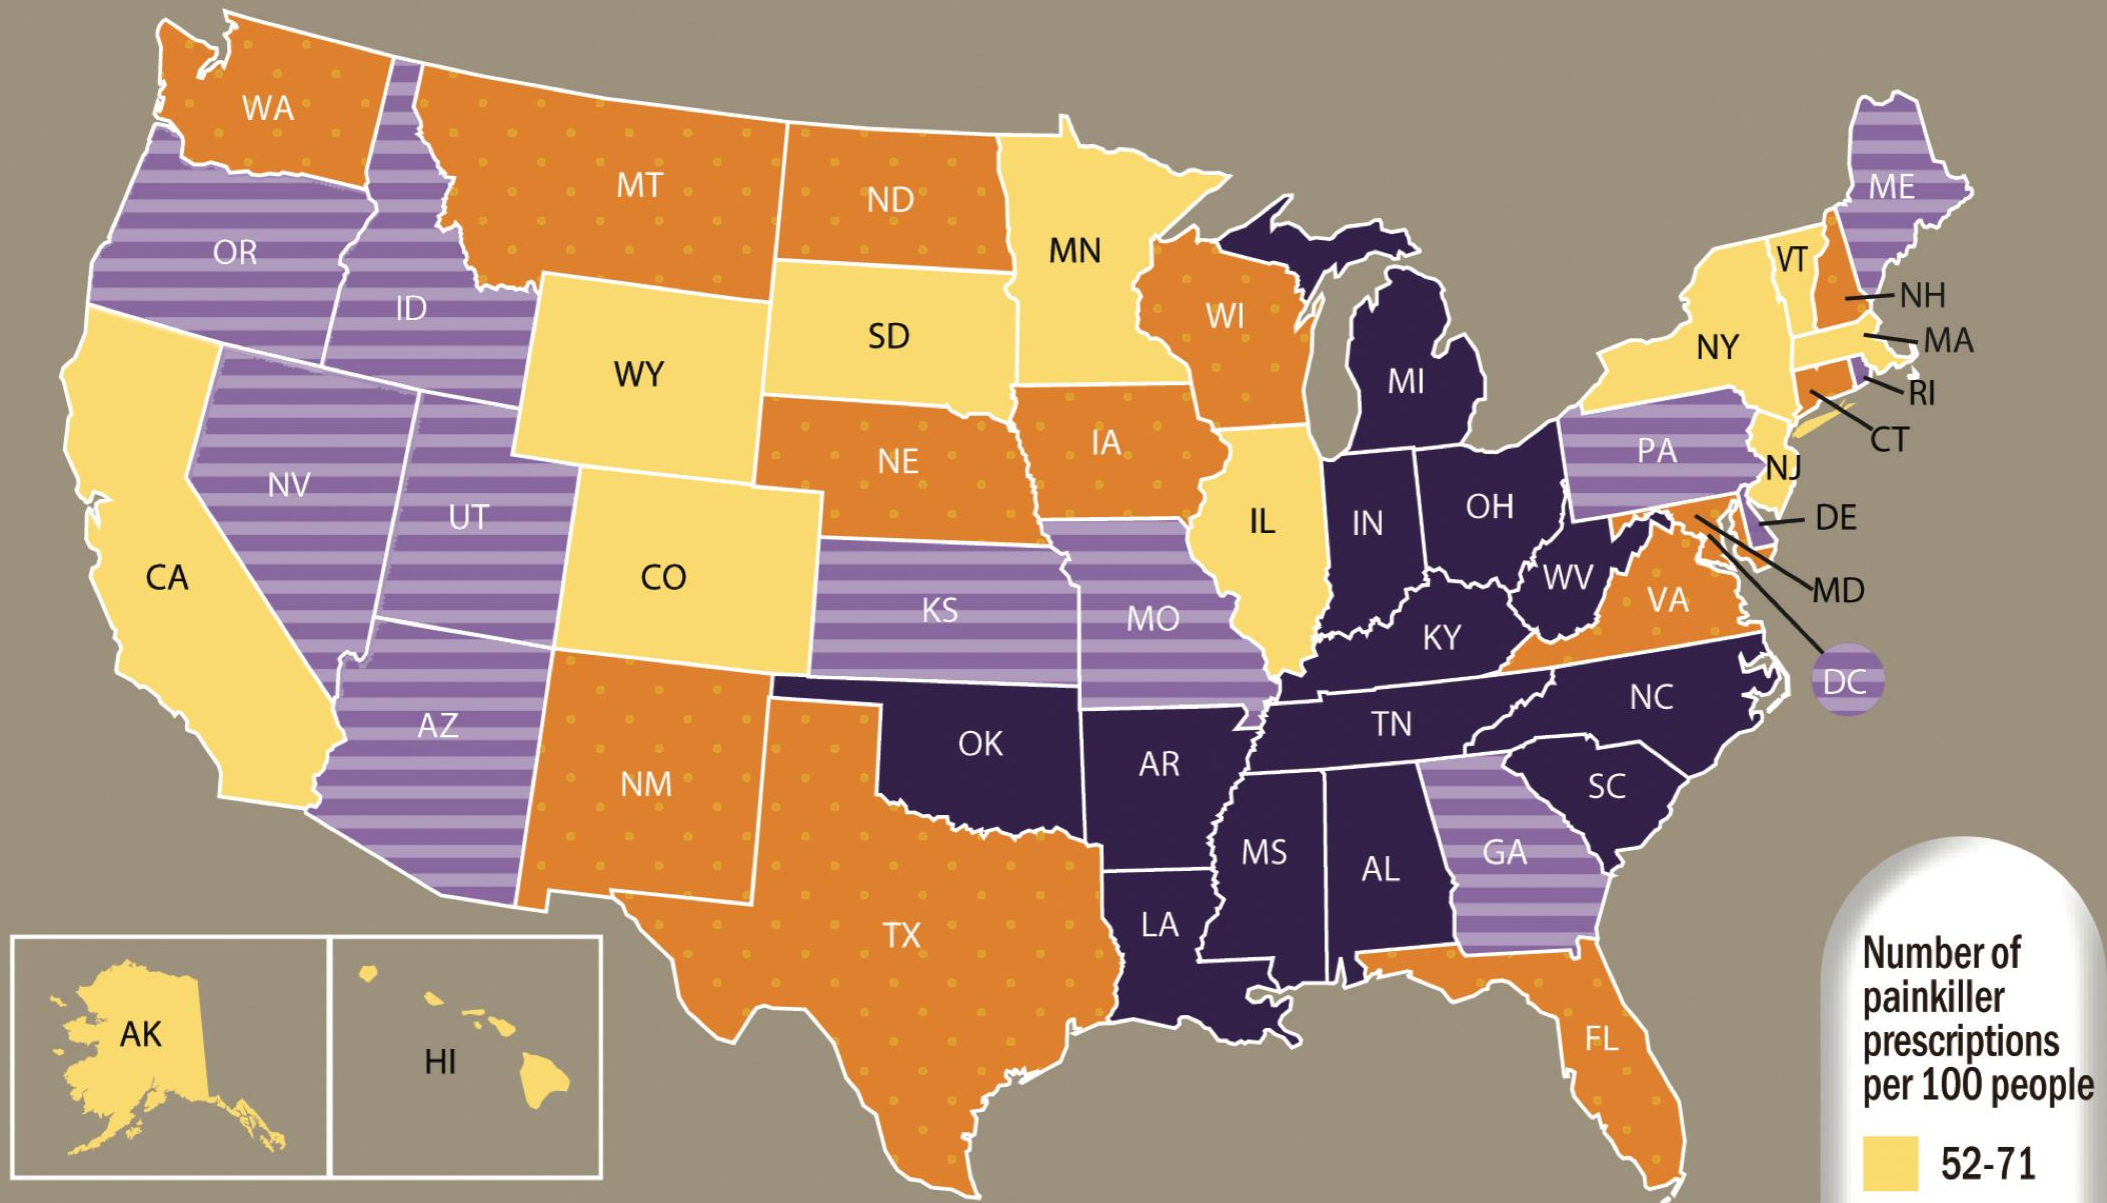 WA
MT
ND
MN
ME
OR
ID
WI
VT
NH
SD
WY
MI
NY
MA
RI
NE
IA
CT
NV
PA
NJ
UT
IL
IN
OH
DE
CA
CO
KS
MO
WV
MD
VA
KY
DC
AZ
TN
NC
OK
AR
NM
SC
MS
AL
GA
LA
TX
AK
HI
FL
Number of
painkiller
prescriptions
per 100 people
52-71